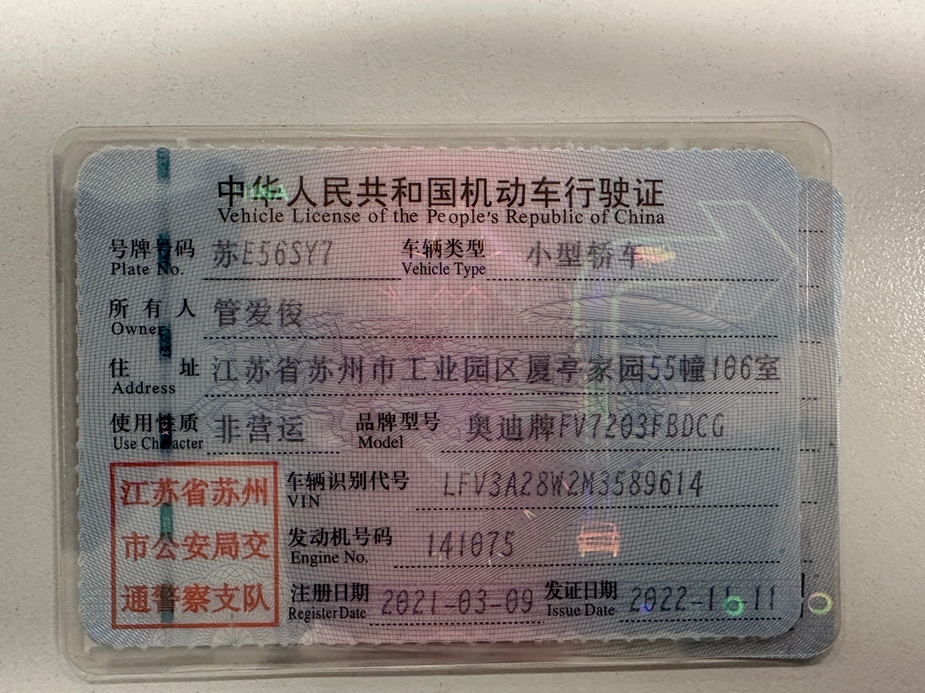 中华人民共和国机动车行驶证
Vehicle License of the People's Republic of China
号牌号码 苏E56SY7 车辆类型 小型轿车
Plate No. Vehicle Type
所有人 管爱俊
Owner
住址 江苏省苏州市工业园区厦亭家园55幢106室
Address
使用性质 非营运 品牌型号 奥迪牌FV7203FBDCG
Use Character Model
江苏省苏州
市公安局交
通警察支队
车辆识别代号 LFV3A28W2M3589614
VIN
发动机号码 141075
Engine No.
注册日期 2021-03-09 发证日期 2022-11-11
Register Date Issue Date